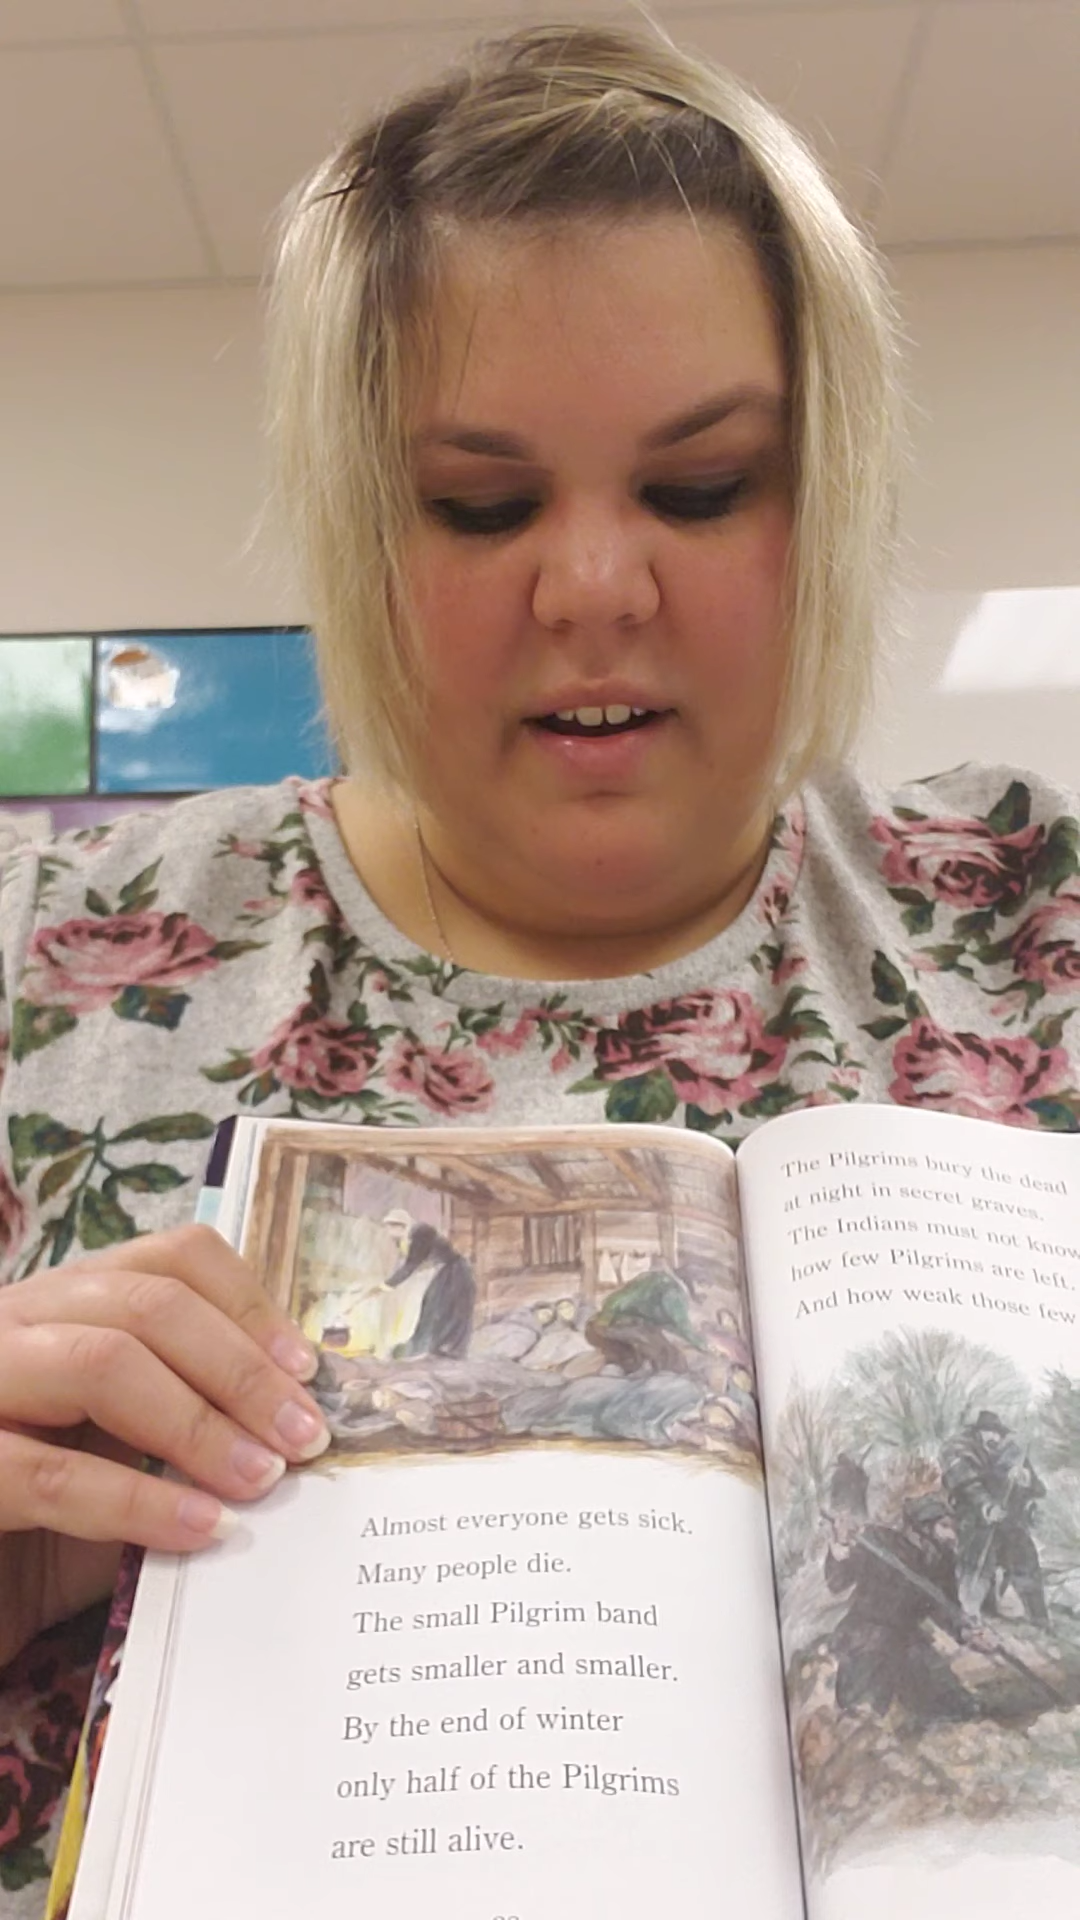 Almost everyone gets sick.
Many people die.
The small Pilgrim band
gets smaller and smaller.
By the end of winter
only half of the Pilgrims
are still alive.
The Pilgrims bury the dead
at night in secret graves.
The Indians must not know
how few Pilgrims are left.
And how weak those few